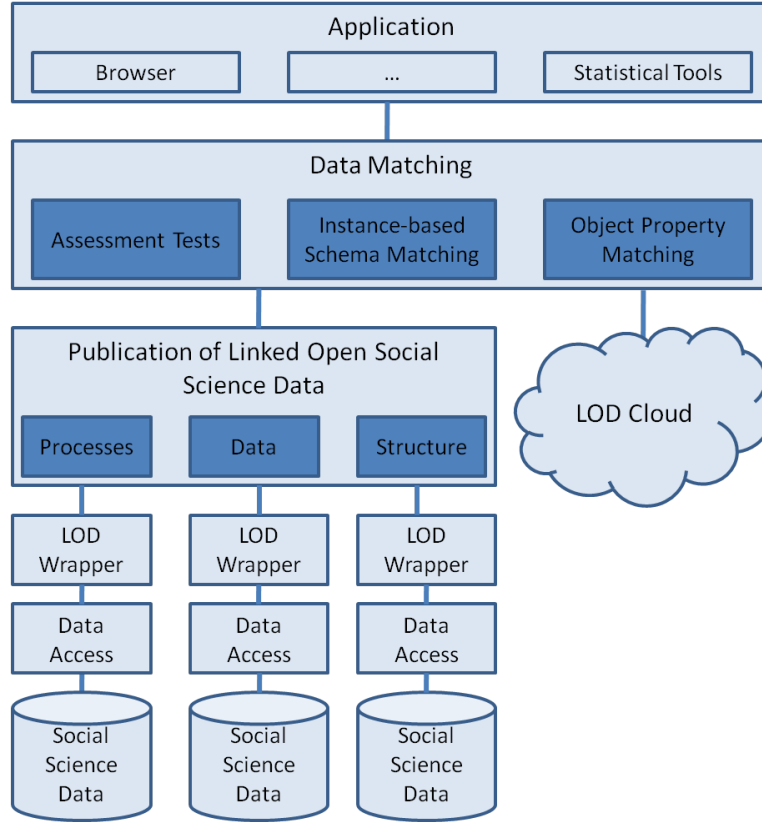 Application
Browser
...
Statistical Tools
Data Matching
Assessment Tests
Instance-based
Schema Matching
Object Property
Matching
Publication of Linked Open Social
Science Data
Processes
Data
Structure
LOD Cloud
LOD
Wrapper
LOD
Wrapper
LOD
Wrapper
Data
Access
Data
Access
Data
Access
Social
Science
Data
Social
Science
Data
Social
Science
Data